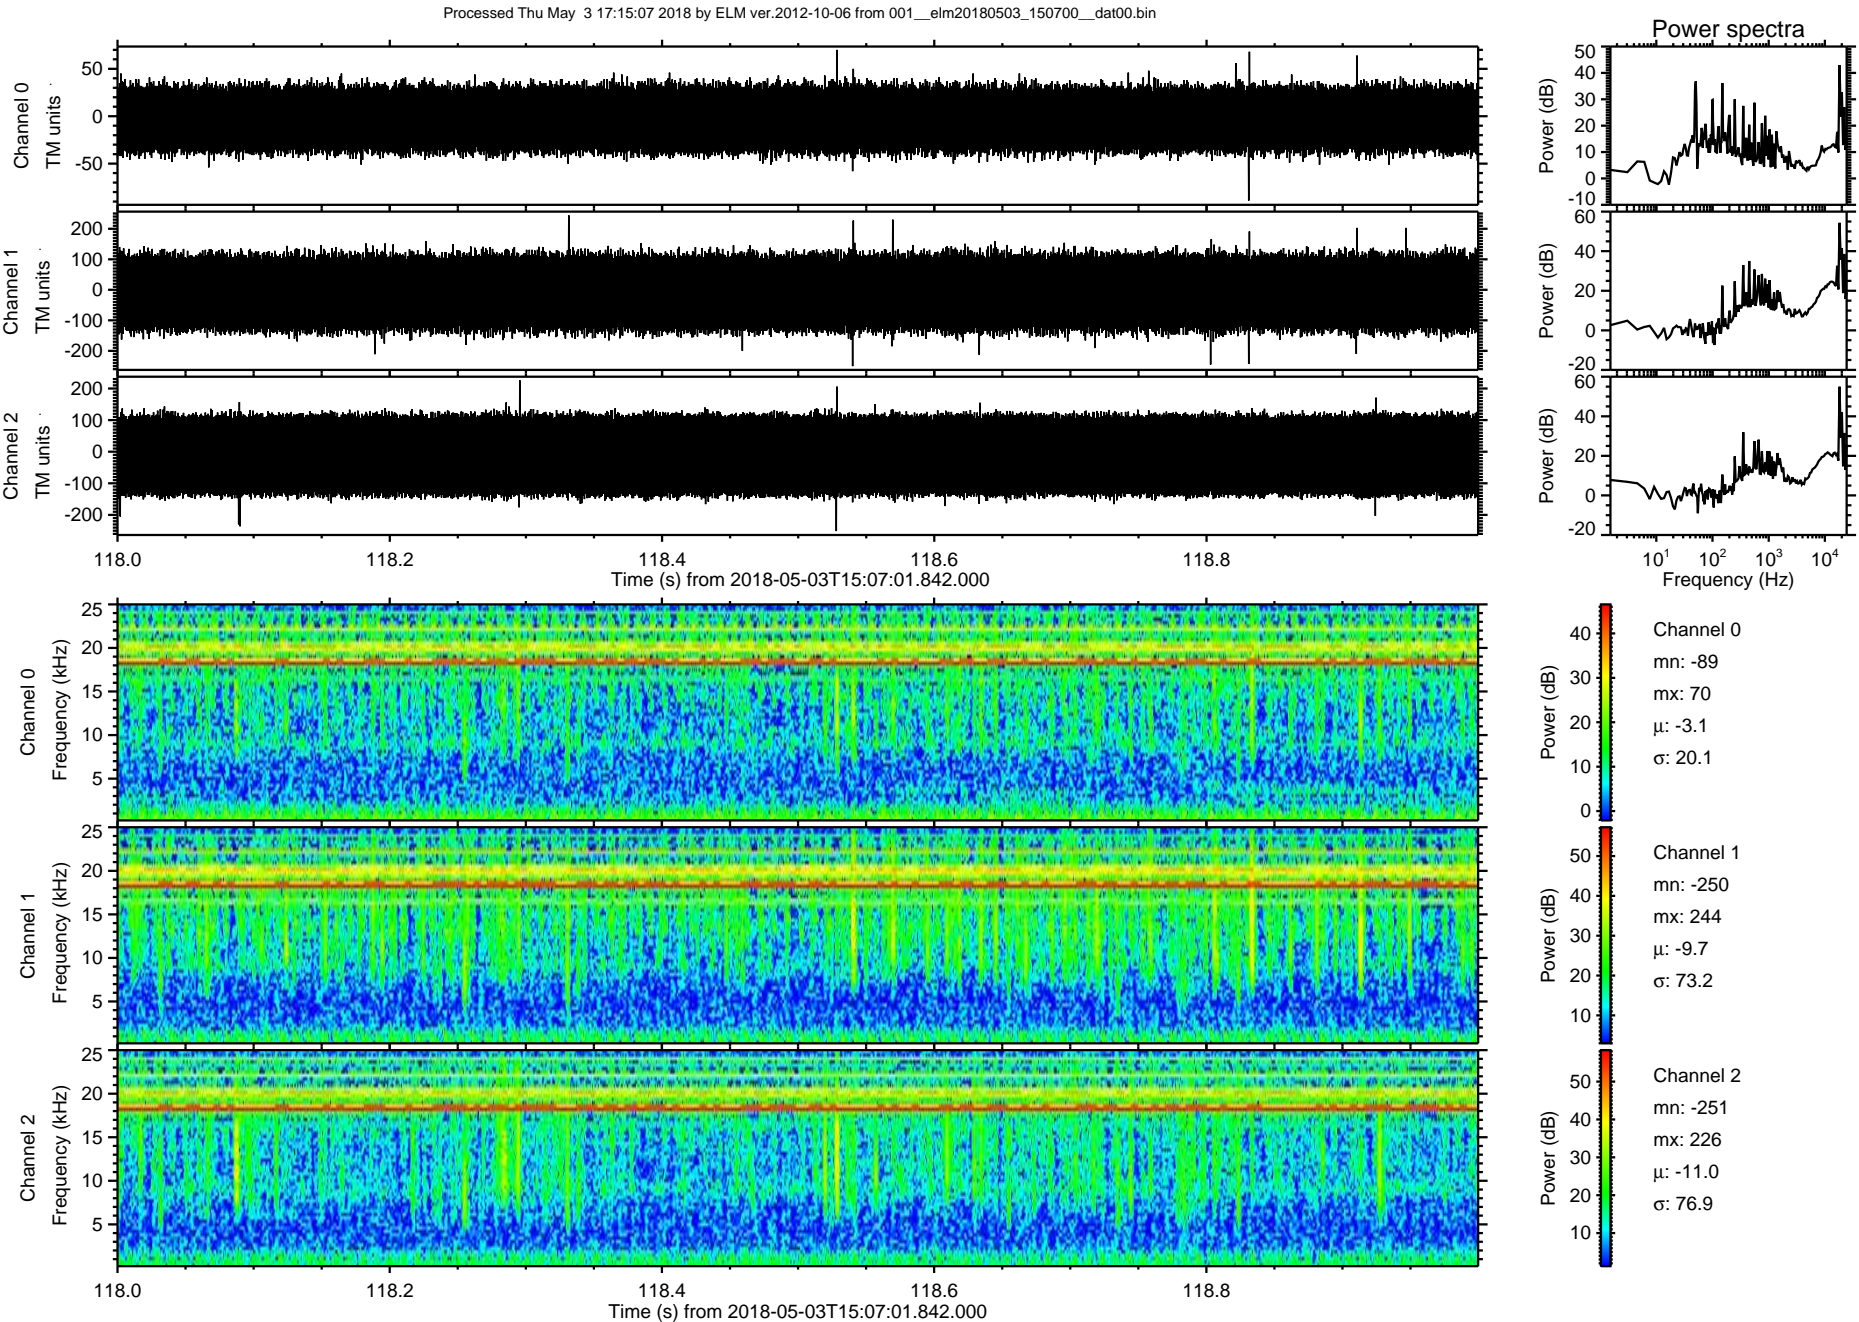 Processed Thu May  3 17:15:07 2018 by ELM ver.2012-10-06 from 001__elm20180503_150700__dat00.bin
Power spectra
Channel 0
TM units
50
0
-50
Power (dB)
50
40
30
20
10
0
-10
Channel 1
TM units
200
100
0
-100
-200
Power (dB)
60
40
20
0
-20
Channel 2
TM units
200
100
0
-100
-200
Power (dB)
60
40
20
0
-20
118.0 118.2 118.4 118.6 118.8
Time (s) from 2018-05-03T15:07:01.842.000
10^1 10^2 10^3 10^4
Frequency (Hz)
Channel 0
Frequency (kHz)
25
20
15
10
5
Power (dB)
40
30
20
10
0
Channel 0
mn: -89
mx: 70
μ: -3.1
σ: 20.1
Channel 1
Frequency (kHz)
25
20
15
10
5
Power (dB)
50
40
30
20
10
Channel 1
mn: -250
mx: 244
μ: -9.7
σ: 73.2
Channel 2
Frequency (kHz)
25
20
15
10
5
Power (dB)
50
40
30
20
10
Channel 2
mn: -251
mx: 226
μ: -11.0
σ: 76.9
118.0 118.2 118.4 118.6 118.8
Time (s) from 2018-05-03T15:07:01.842.000